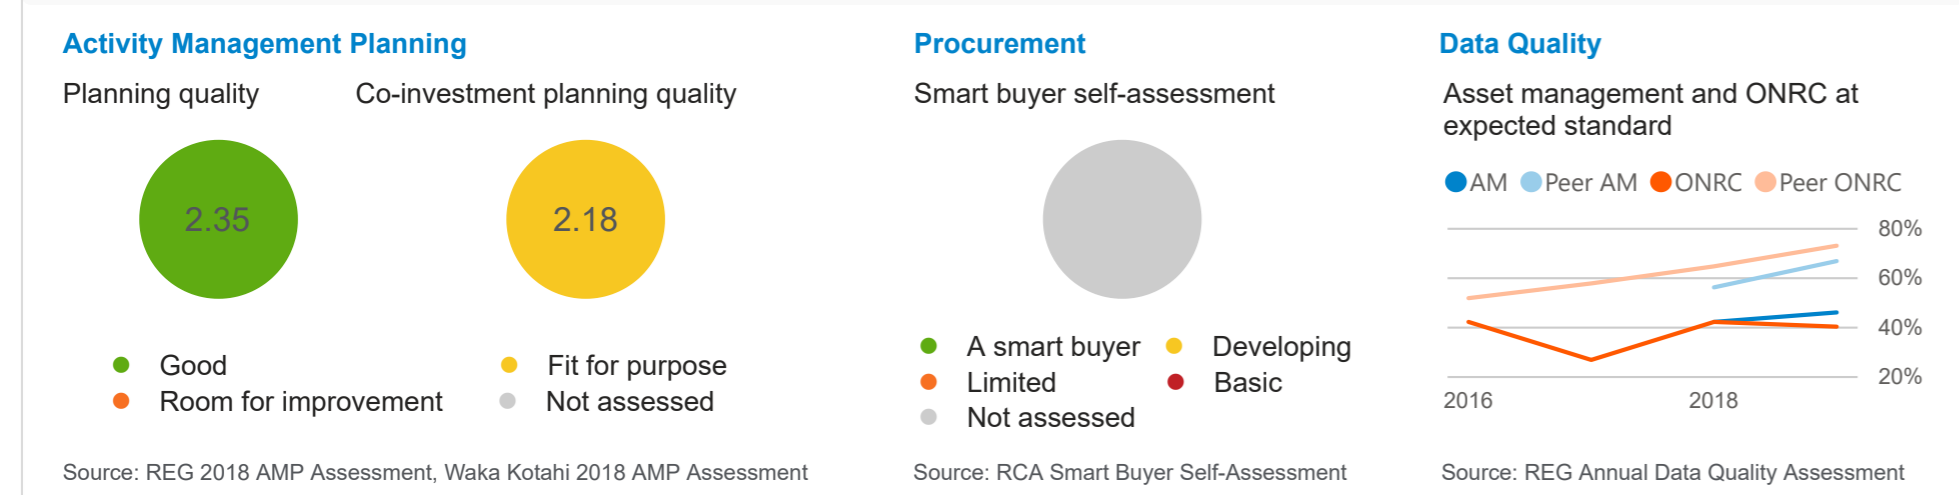 Activity Management Planning
Planning quality
Co-investment planning quality
2.35
2.18
Good
Fit for purpose
Room for improvement
Not assessed
Source: REG 2018 AMP Assessment, Waka Kotahi 2018 AMP Assessment
Procurement
Smart buyer self-assessment
A smart buyer
Developing
Limited
Basic
Not assessed
Source: RCA Smart Buyer Self-Assessment
Data Quality
Asset management and ONRC at
expected standard
AM Peer AM ONRC Peer ONRC
80%
60%
40%
20%
2016 2018
Source: REG Annual Data Quality Assessment